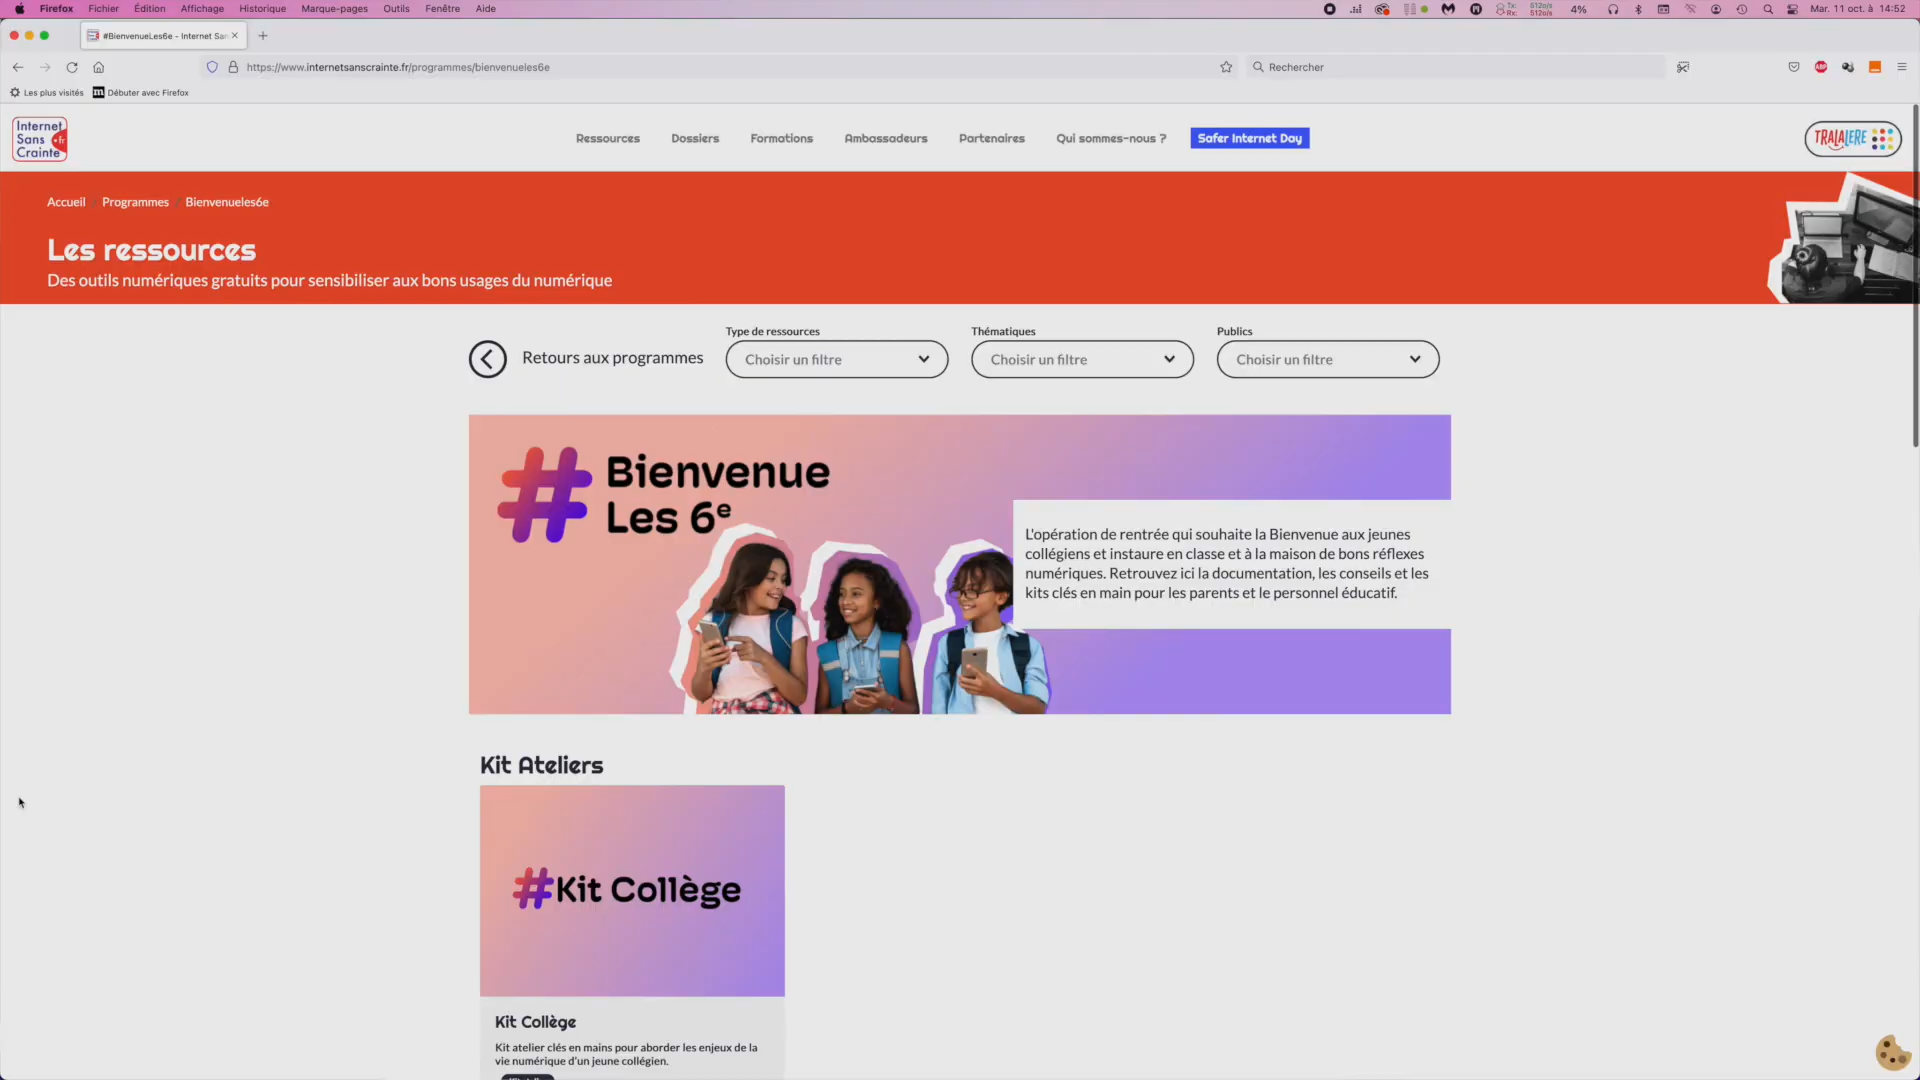 Firefox Fichier Édition Affichage Historique Marque-pages Outils Fenêtre Aide
4% Mar. 11 oct. à 14:52
#BienvenueLes6e - Internet San
https://www.internetsanscrainte.fr/programmes/bienvenueles6e
Rechercher
Les plus visités Débuter avec Firefox
Internet
Sans .fr
Crainte
Ressources Dossiers Formations Ambassadeurs Partenaires Qui sommes-nous ? Safer Internet Day
TRALALERE
Accueil Programmes Bienvenueles6e
Les ressources
Des outils numériques gratuits pour sensibiliser aux bons usages du numérique
Retours aux programmes
Type de ressources
Choisir un filtre
Thématiques
Choisir un filtre
Publics
Choisir un filtre
# Bienvenue
Les 6e
L'opération de rentrée qui souhaite la Bienvenue aux jeunes
collégiens et instaure en classe et à la maison de bons réflexes
numériques. Retrouvez ici la documentation, les conseils et les
kits clés en main pour les parents et le personnel éducatif.
Kit Ateliers
#Kit Collège
Kit Collège
Kit atelier clés en mains pour aborder les enjeux de la
vie numérique d'un jeune collégien.